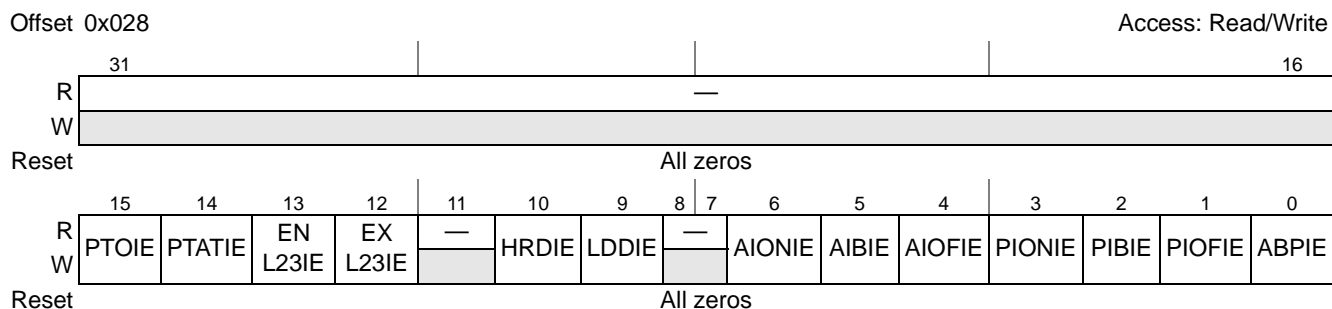 Offset 0x028 Access: Read/Write
31 16
R —
W
Reset All zeros
15 14 13 12 11 10 9 8 7 6 5 4 3 2 1 0
R W PTOIE PTATIE EN L23IE EX L23IE — HRDIE LDDIE — AIONIE AIBIE AIOFIE PIONIE PIBIE PIOFIE ABPIE
Reset All zeros